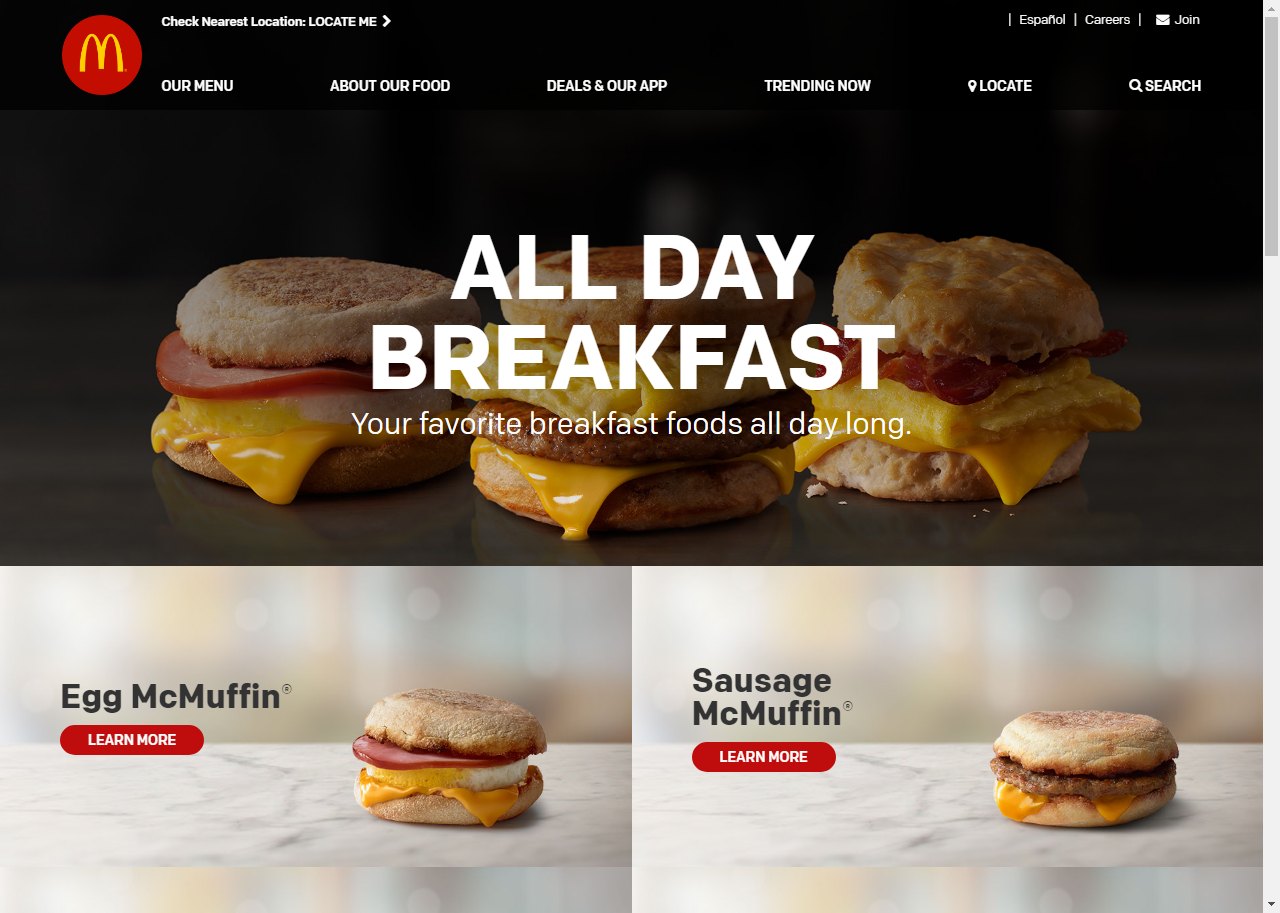 Check Nearest Location: LOCATE ME
| Español | Careers | Join
OUR MENU
ABOUT OUR FOOD
DEALS & OUR APP
TRENDING NOW
LOCATE
SEARCH
ALL DAY
BREAKFAST
Your favorite breakfast foods all day long.
Egg McMuffin®
LEARN MORE
Sausage
McMuffin®
LEARN MORE